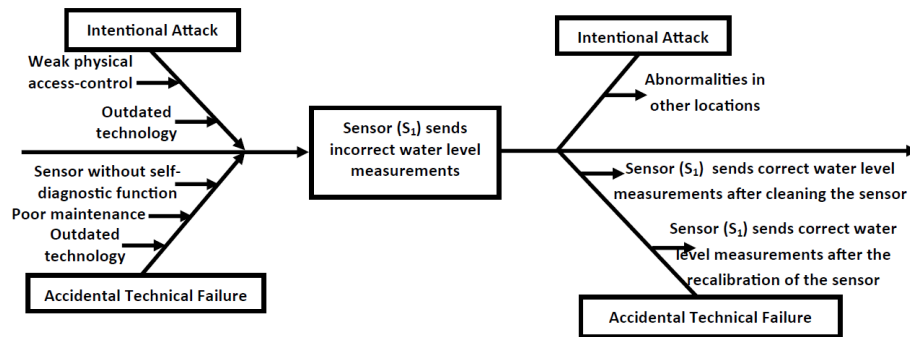 Intentional Attack
Weak physical
access-control
Outdated
technology
Sensor without self-
diagnostic function
Poor maintenance
Outdated
technology
Accidental Technical Failure
Sensor (S₁) sends
incorrect water level
measurements
Intentional Attack
Abnormalities in
other locations
Sensor (S₁) sends correct water level
measurements after cleaning the sensor
Sensor (S₁) sends correct water
level measurements after the
recalibration of the sensor
Accidental Technical Failure